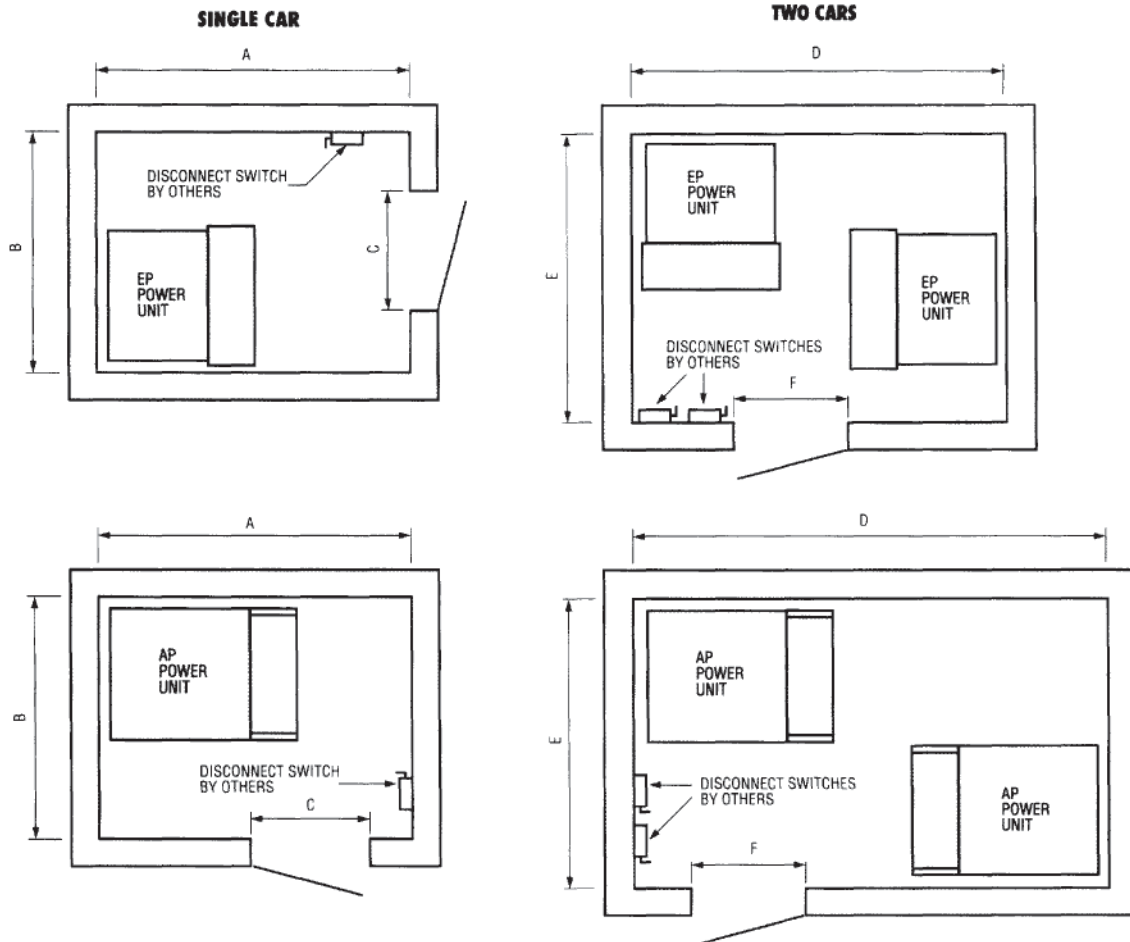 SINGLE CAR
A
B
DISCONNECT SWITCH
BY OTHERS
C
EP
POWER
UNIT
TWO CARS
D
E
EP
POWER
UNIT
EP
POWER
UNIT
DISCONNECT SWITCHES
BY OTHERS
F
A
B
AP
POWER
UNIT
DISCONNECT SWITCH
BY OTHERS
C
D
E
AP
POWER
UNIT
DISCONNECT SWITCHES
BY OTHERS
AP
POWER
UNIT
F